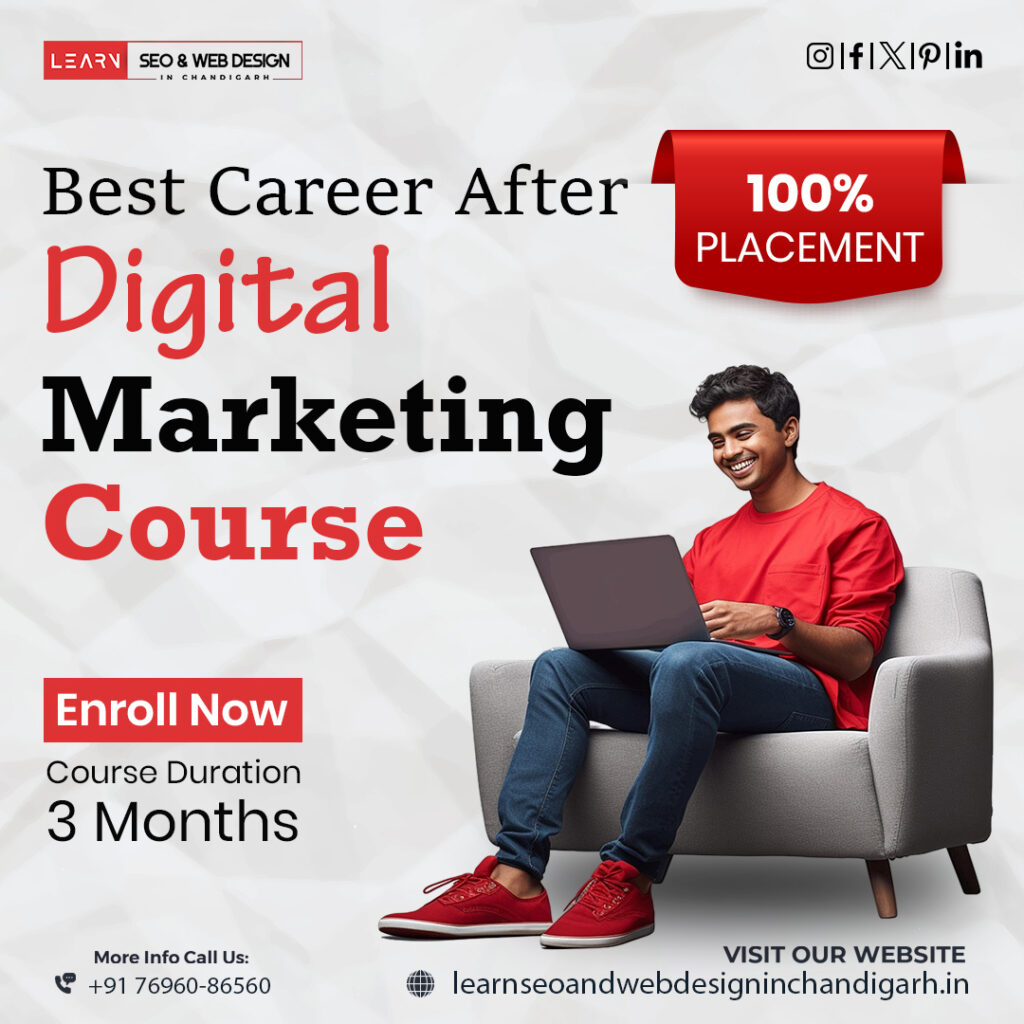 LEARN SEO & WEB DESIGN
IN CHANDIGARH
Best Career After
Digital
Marketing
Course
100%
PLACEMENT
Enroll Now
Course Duration
3 Months
More Info Call Us:
+91 76960-86560
VISIT OUR WEBSITE
learnseoandwebdesigninchandigarh.in